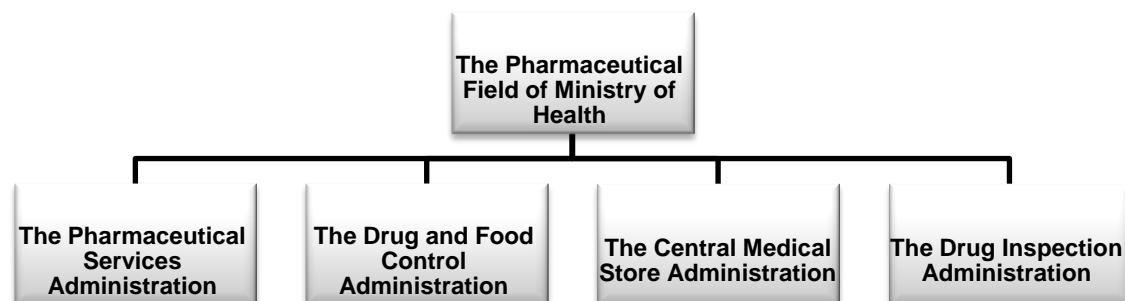 The Pharmaceutical
Field of Ministry of
Health
The Pharmaceutical
Services
Administration
The Drug and Food
Control
Administration
The Central Medical
Store Administration
The Drug Inspection
Administration